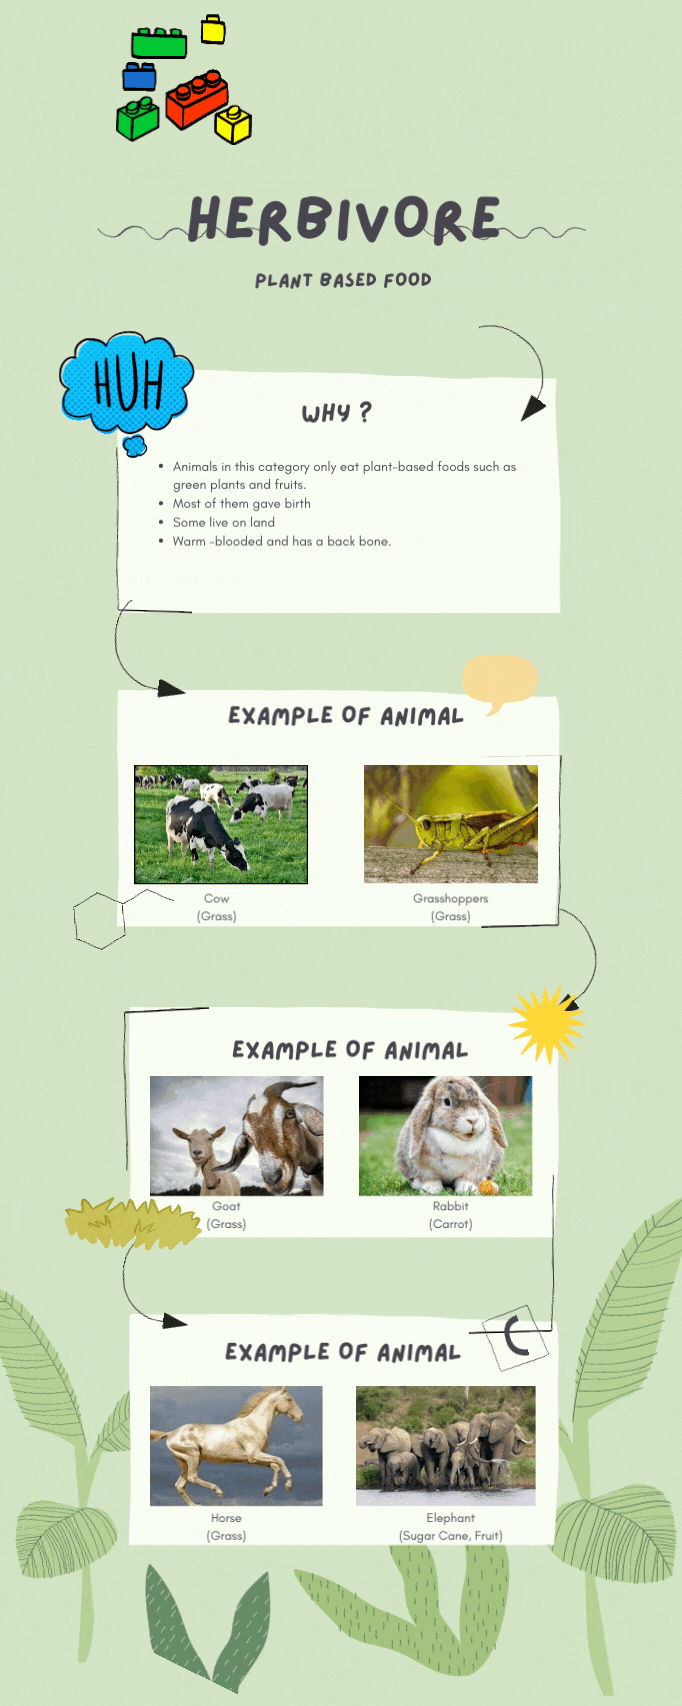 HERBIVORE
PLANT BASED FOOD
HUH
WHY ?
• Animals in this category only eat plant-based foods such as
green plants and fruits.
• Most of them gave birth
• Some live on land
• Warm -blooded and has a back bone.
EXAMPLE OF ANIMAL
Cow
(Grass)
Grasshoppers
(Grass)
EXAMPLE OF ANIMAL
Goat
(Grass)
Rabbit
(Carrot)
EXAMPLE OF ANIMAL
Horse
(Grass)
Elephant
(Sugar Cane, Fruit)